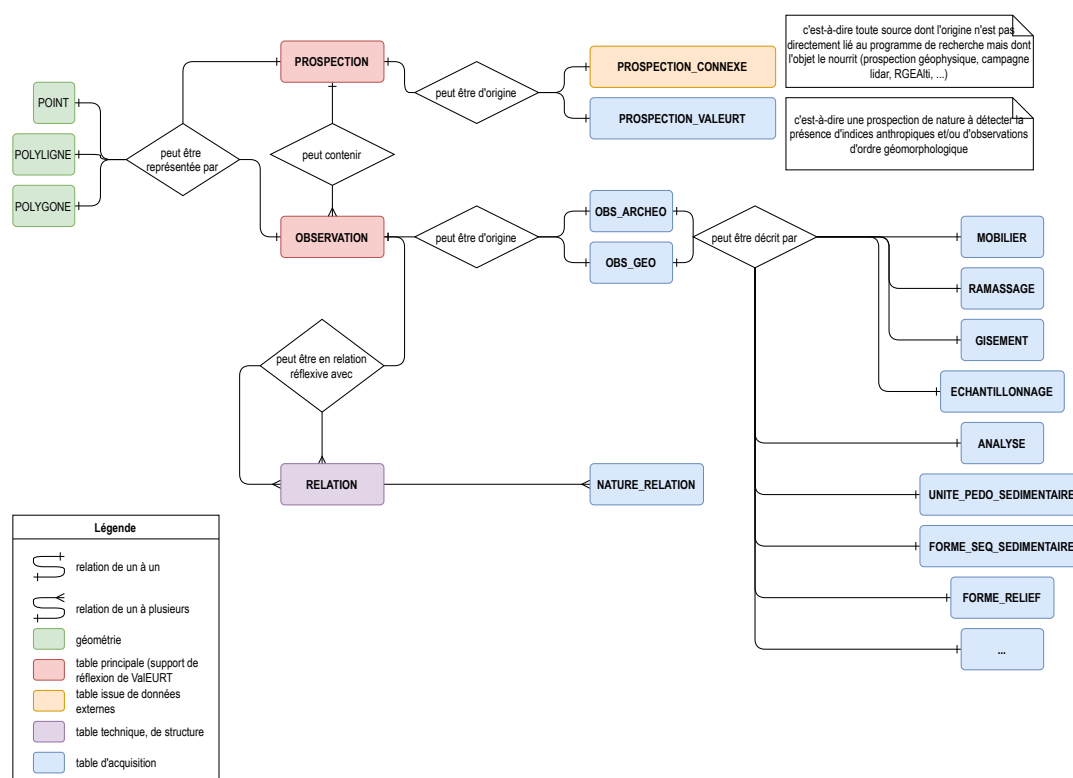 PROSPECTION
peut être d'origine
PROSPECTION_CONNEXE
PROSPECTION_VALEURT
c'est-à-dire toute source dont l'origine n'est pas
directement lié au programme de recherche mais dont
l'objet le nourrit (prospection géophysique, campagne
lidar, RGEAlti, ...)
c'est-à-dire une prospection de nature à détecter la
présence d'indices anthropiques et/ou d'observations
d'ordre géomorphologique
POINT
POLYLIGNE
POLYGONE
peut être
représentée par
peut contenir
OBSERVATION
peut être d'origine
OBS_ARCHEO
OBS_GEO
peut être décrit par
MOBILIER
RAMASSAGE
GISEMENT
ECHANTILLONNAGE
ANALYSE
UNITE_PEDO_SEDIMENTAIRE
FORME_SEQ_SEDIMENTAIRE
FORME_RELIEF
...
peut être en relation
réflexive avec
RELATION
NATURE_RELATION
Légende
relation de un à un
relation de un à plusieurs
géométrie
table principale (support de
réflexion de ValEURT
table issue de données
externes
table technique, de structure
table d'acquisition